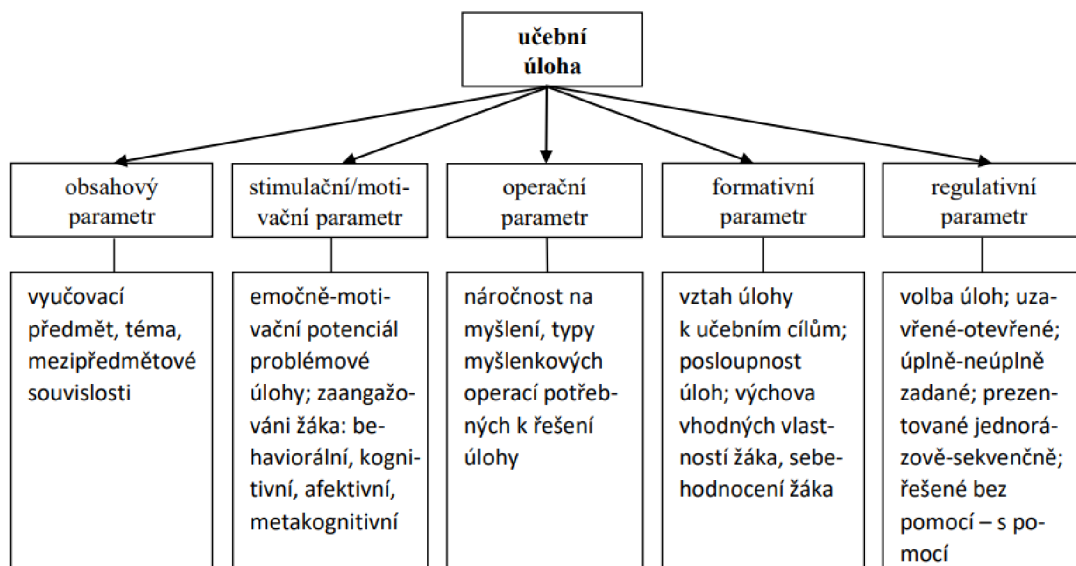 učební
úloha
obsahový
parametr
stimulační/moti-
vační parametr
operační
parametr
formativní
parametr
regulativní
parametr
vyučovací
předmět, téma,
mezipředmětové
souvislosti
emočně-moti-
vační potenciál
problémové
úlohy; zaangažo-
váni žáka: be-
haviorální, kogni-
tivní, afektivní,
metakognitivní
náročnost na
myšlení, typy
myšlenkových
operací potřeb-
ných k řešení
úlohy
vztah úlohy
k učebním cílům;
posloupnost
úloh; výchova
vhodných vlast-
ností žáka, sebe-
hodnocení žáka
volba úloh; uza-
vřené-otevřené;
úplně-neúplně
zadané; prezen-
tované jednorá-
zově-sekvenčně;
řešené bez
pomocí – s po-
mocí